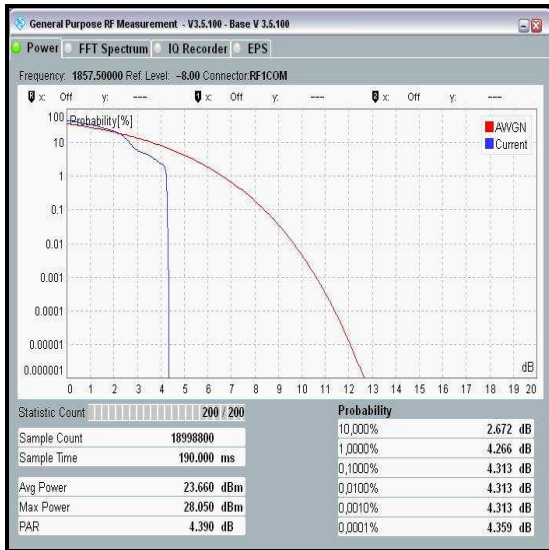 General Purpose RF Measurement - V3.5.100 - Base V 3.5.100
Power FFT Spectrum IQ Recorder EPS
Frequency: 1857.50000 Ref. Level: -8.00 Connector:RF1COM
x: Off y: --- 1 x: Off y: --- 2 x: Off y: ---
Probability[%]
AWGN
Current
100
10
1
0.1
0.01
0.001
0.0001
0.00001
0.000001
dB
0 1 2 3 4 5 6 7 8 9 10 11 12 13 14 15 16 17 18 19 20
Statistic Count 200 / 200
Sample Count 18998800
Sample Time 190.000 ms
Avg Power 23.660 dBm
Max Power 28.050 dBm
PAR 4.390 dB
Probability
10,000% 2.672 dB
1,0000% 4.266 dB
0,1000% 4.313 dB
0,0100% 4.313 dB
0,0010% 4.313 dB
0,0001% 4.359 dB